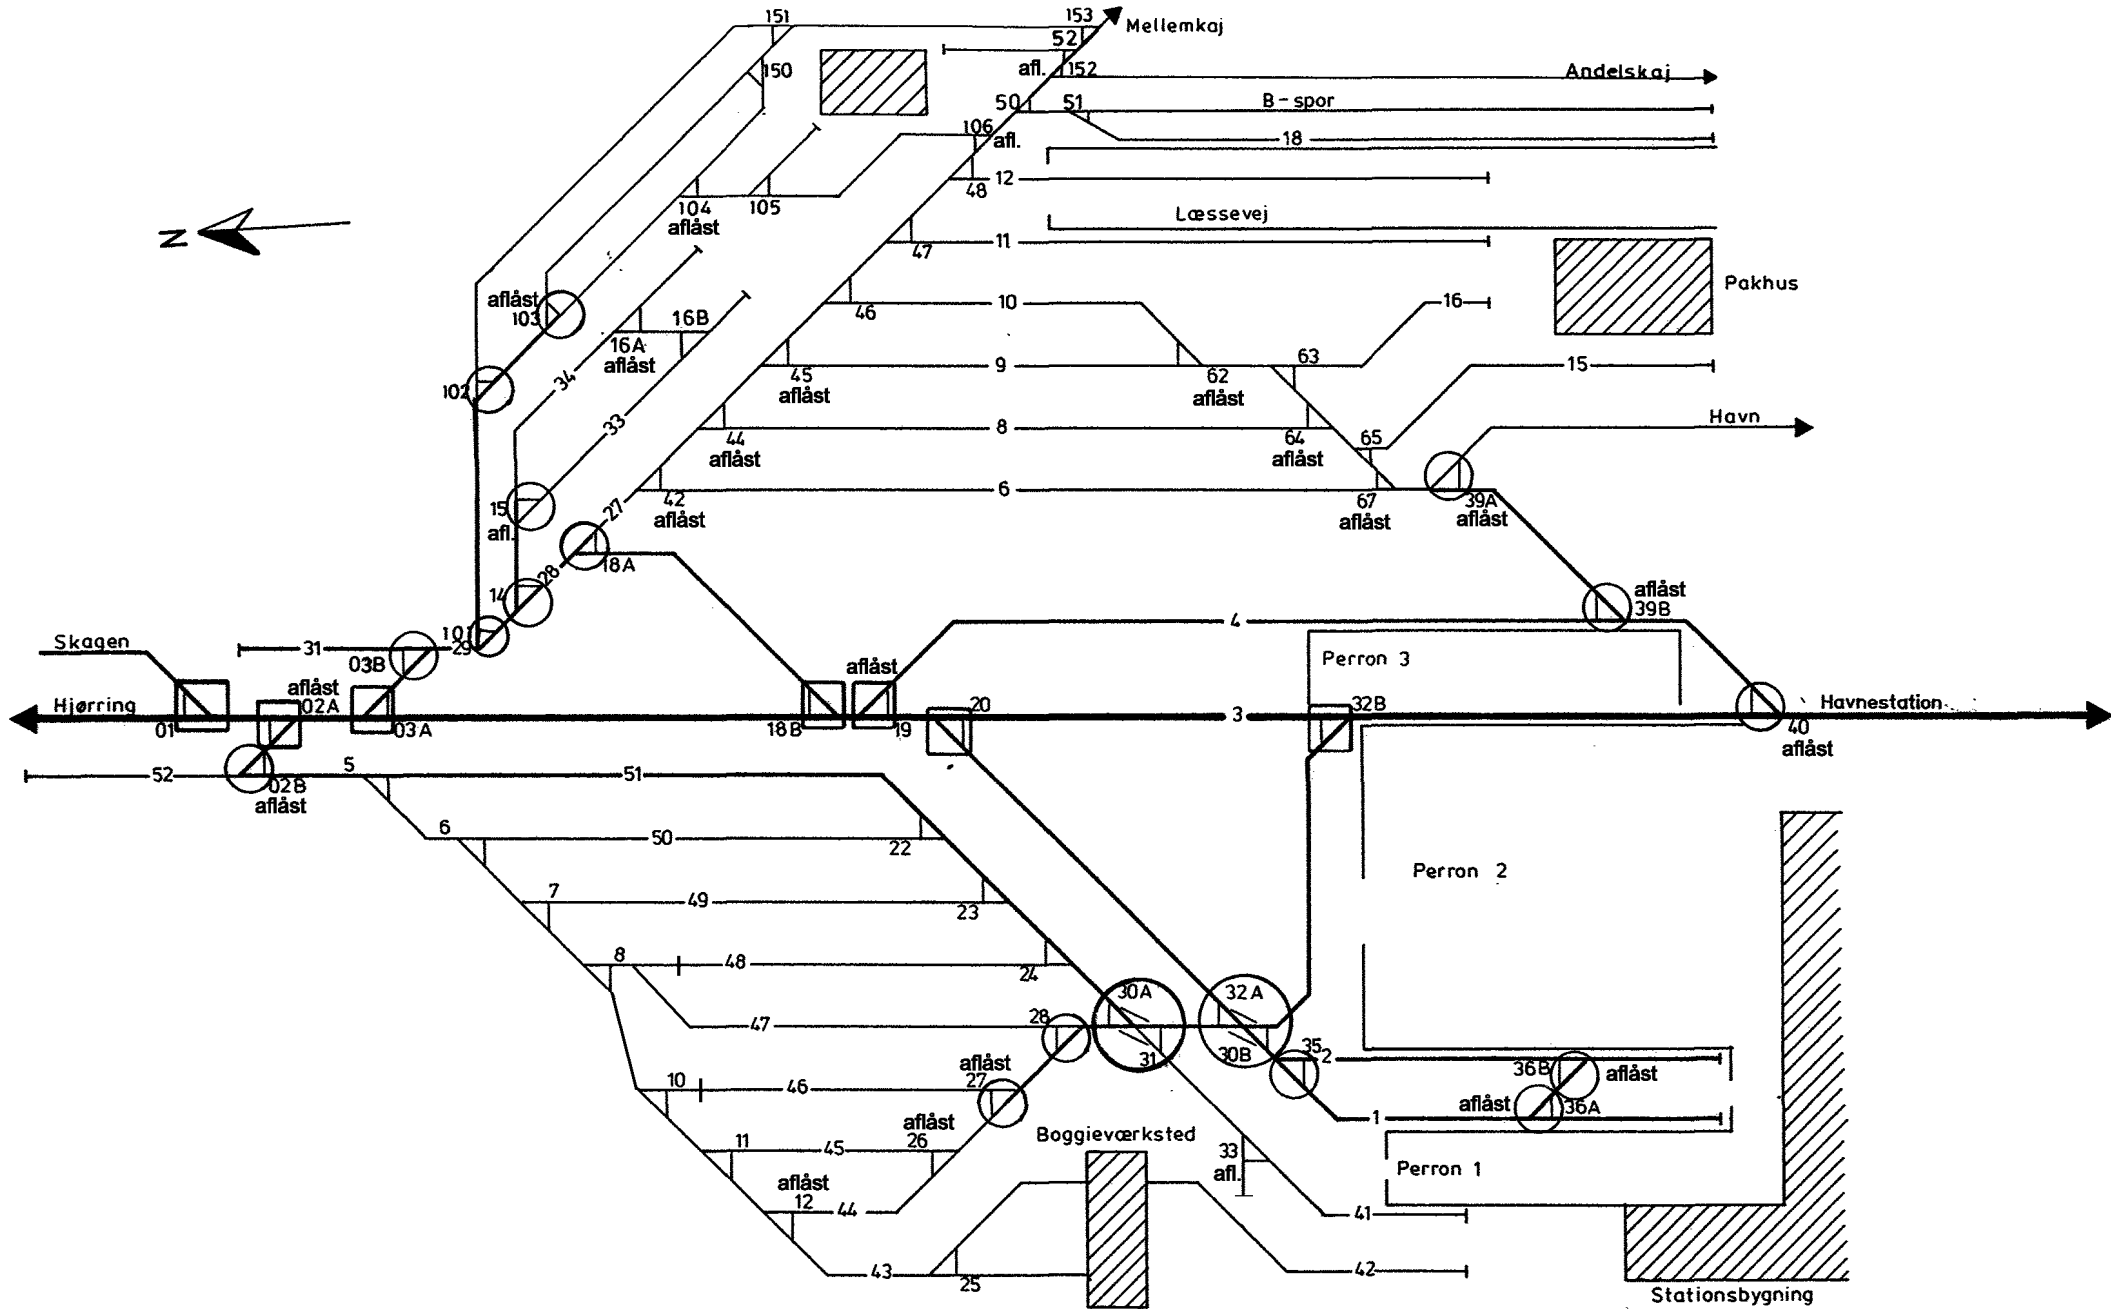 151
153
Mellemkaj
52
150
afl.
152
Andelskaj
50
51
B-spor
106
afl.
18
48
12
104
105
aflåst
Læssevej
N
47
11
aflåst
103
16B
46
10
16
Pakhus
16A
aflåst
34
45
aflåst
9
62
aflåst
63
15
102
33
44
aflåst
8
64
aflåst
65
Havn
15
afl.
27
42
aflåst
6
67
aflåst
39A
aflåst
18A
28
14
aflåst
39B
4
101
29
Skagen
31
03B
aflåst
Perron 3
aflåst
02A
Hjørring
01
03A
18B
19
20
3
32B
Havnestation
40
aflåst
52
02B
aflåst
5
51
6
50
22
7
49
23
Perron 2
8
48
24
30A
32A
47
28
31
30B
35
2
36B
aflåst
10
46
aflåst
27
aflåst
36A
1
aflåst
26
Boggieværksted
11
45
33
afl.
Perron 1
aflåst
12
44
41
43
25
42
Stationsbygning